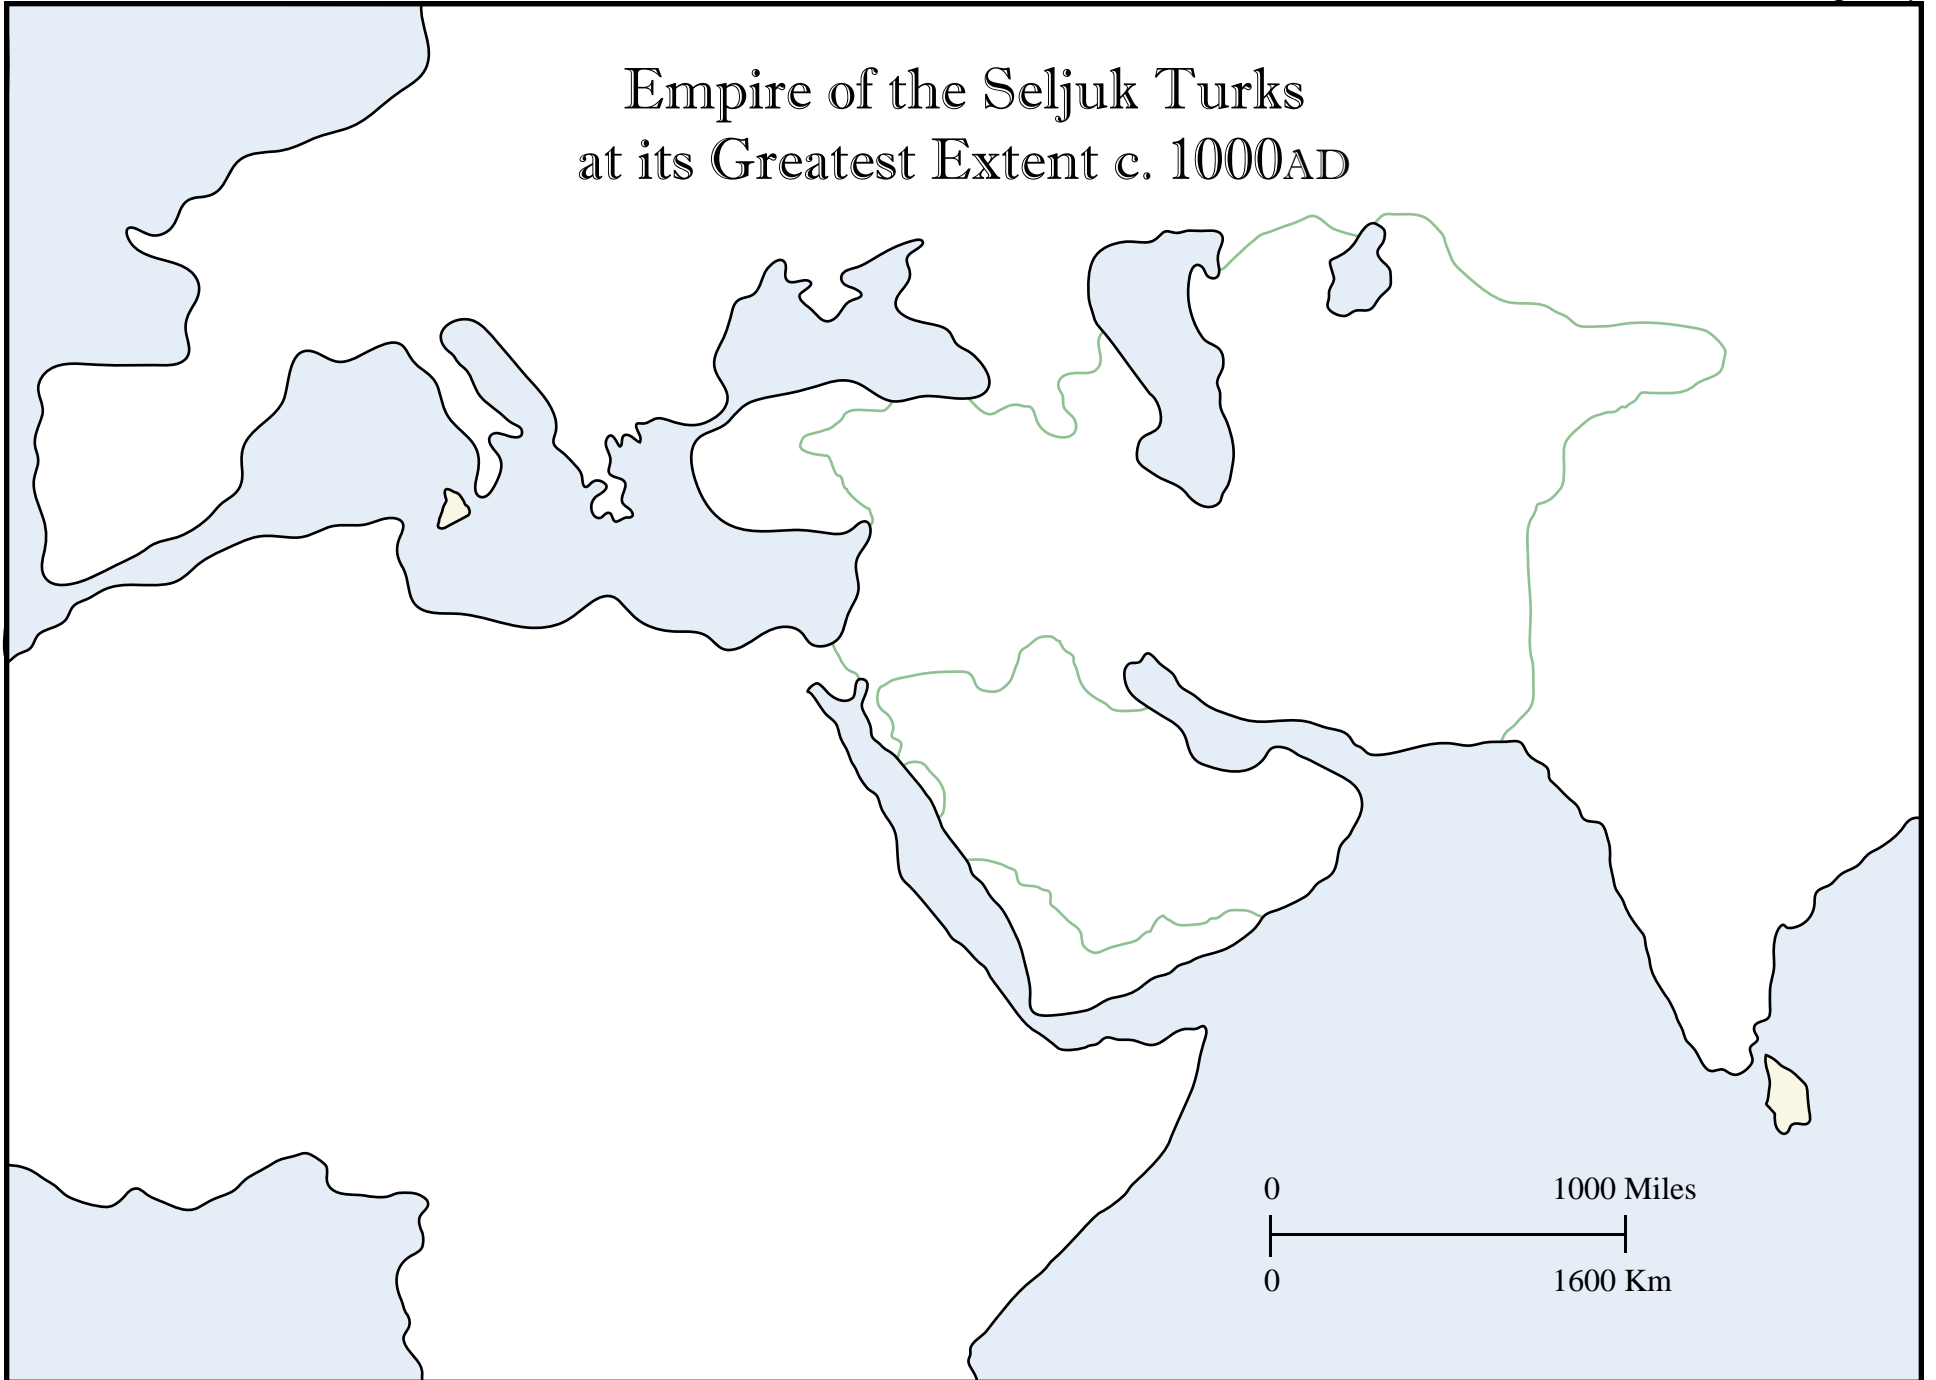 Empire of the Seljuk Turks
at its Greatest Extent c. 1000AD
0 1000 Miles
0 1600 Km